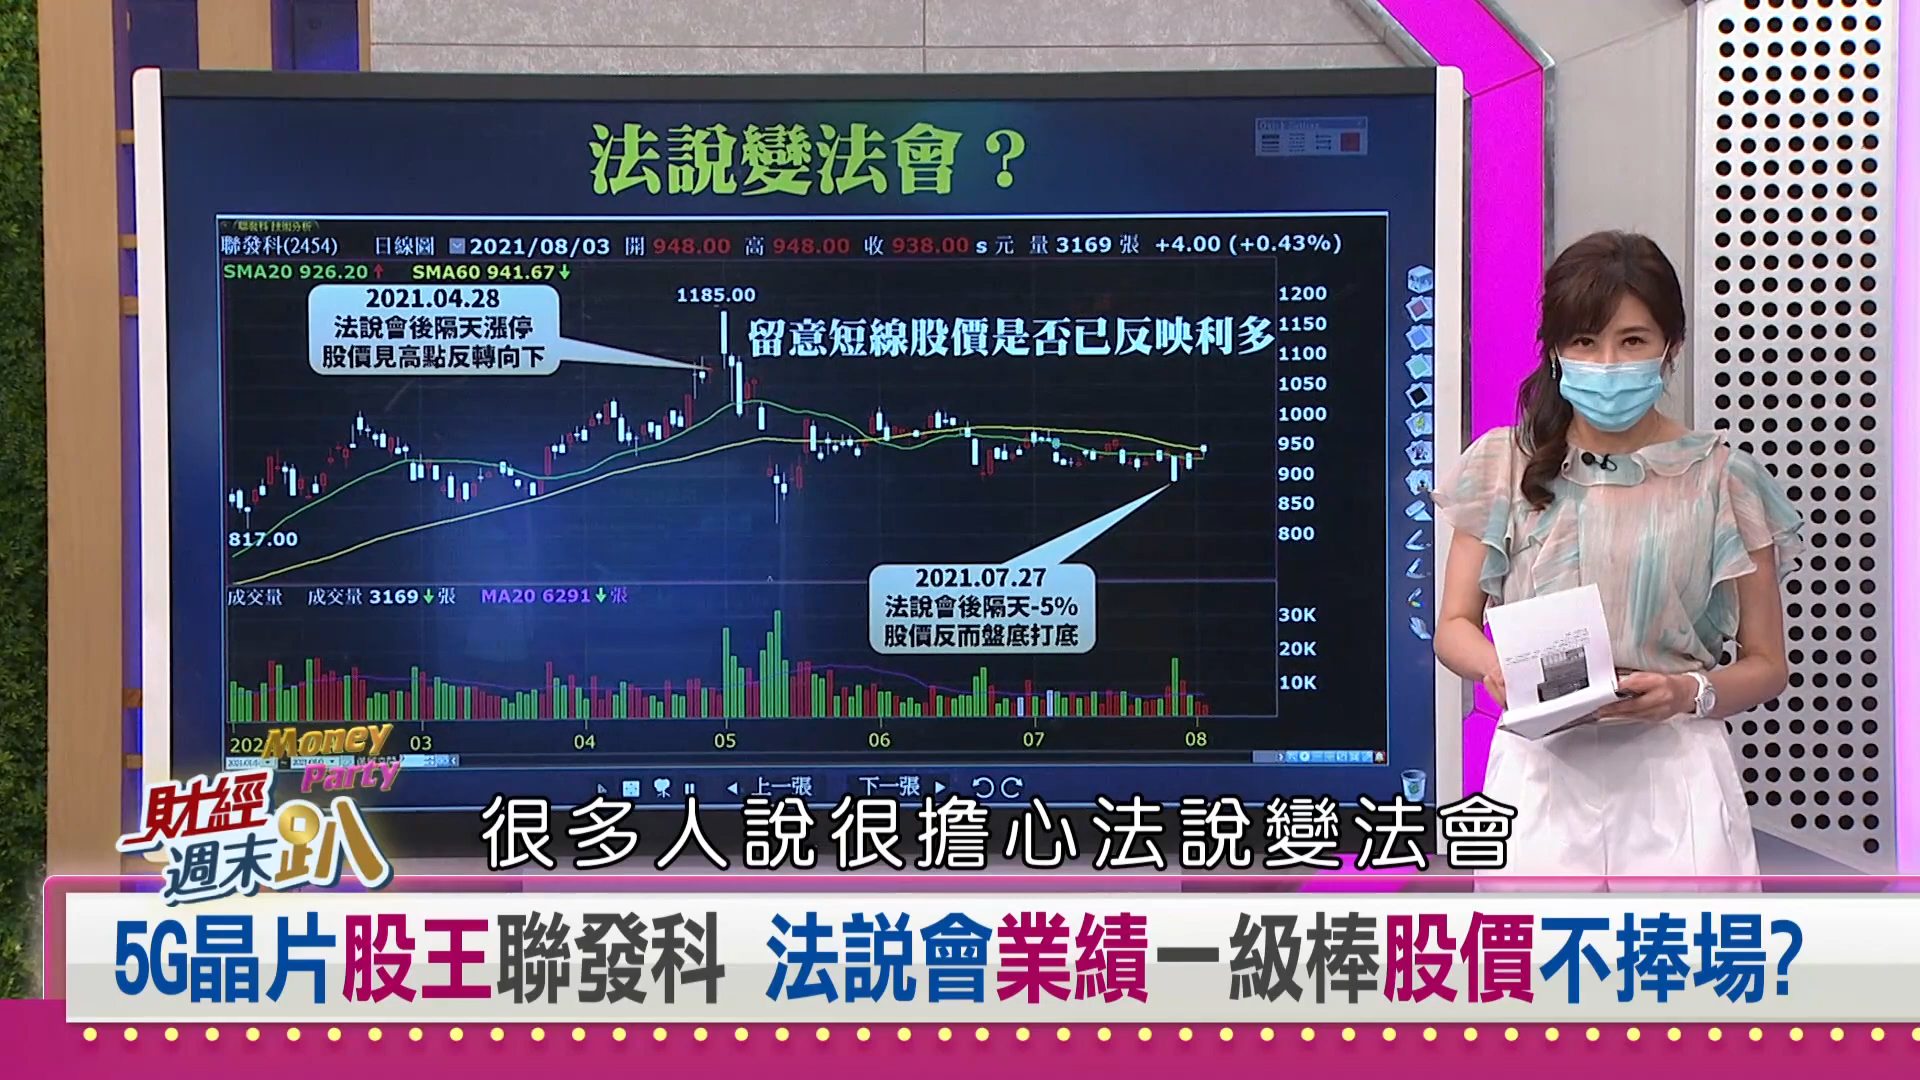 法說變法會？
聯發科 技術分析
聯發科(2454) 日線圖 2021/08/03 開 948.00 高 948.00 收 938.00 s 元 量 3169 張 +4.00 (+0.43%)
SMA20 926.20↑ SMA60 941.67↓
2021.04.28
法說會後隔天漲停
股價見高點反轉向下
1185.00
留意短線股價是否已反映利多
1200
1150
1100
1050
1000
950
900
850
800
817.00
2021.07.27
法說會後隔天-5%
股價反而盤底打底
成交量 成交量 3169↓張 MA20 6291↓張
30K
20K
10K
202 03 04 05 06 07 08
上一張 下一張
Money
Party
財經
週末趴
很多人說很擔心法說變法會
5G晶片股王聯發科 法說會業績一級棒股價不捧場?